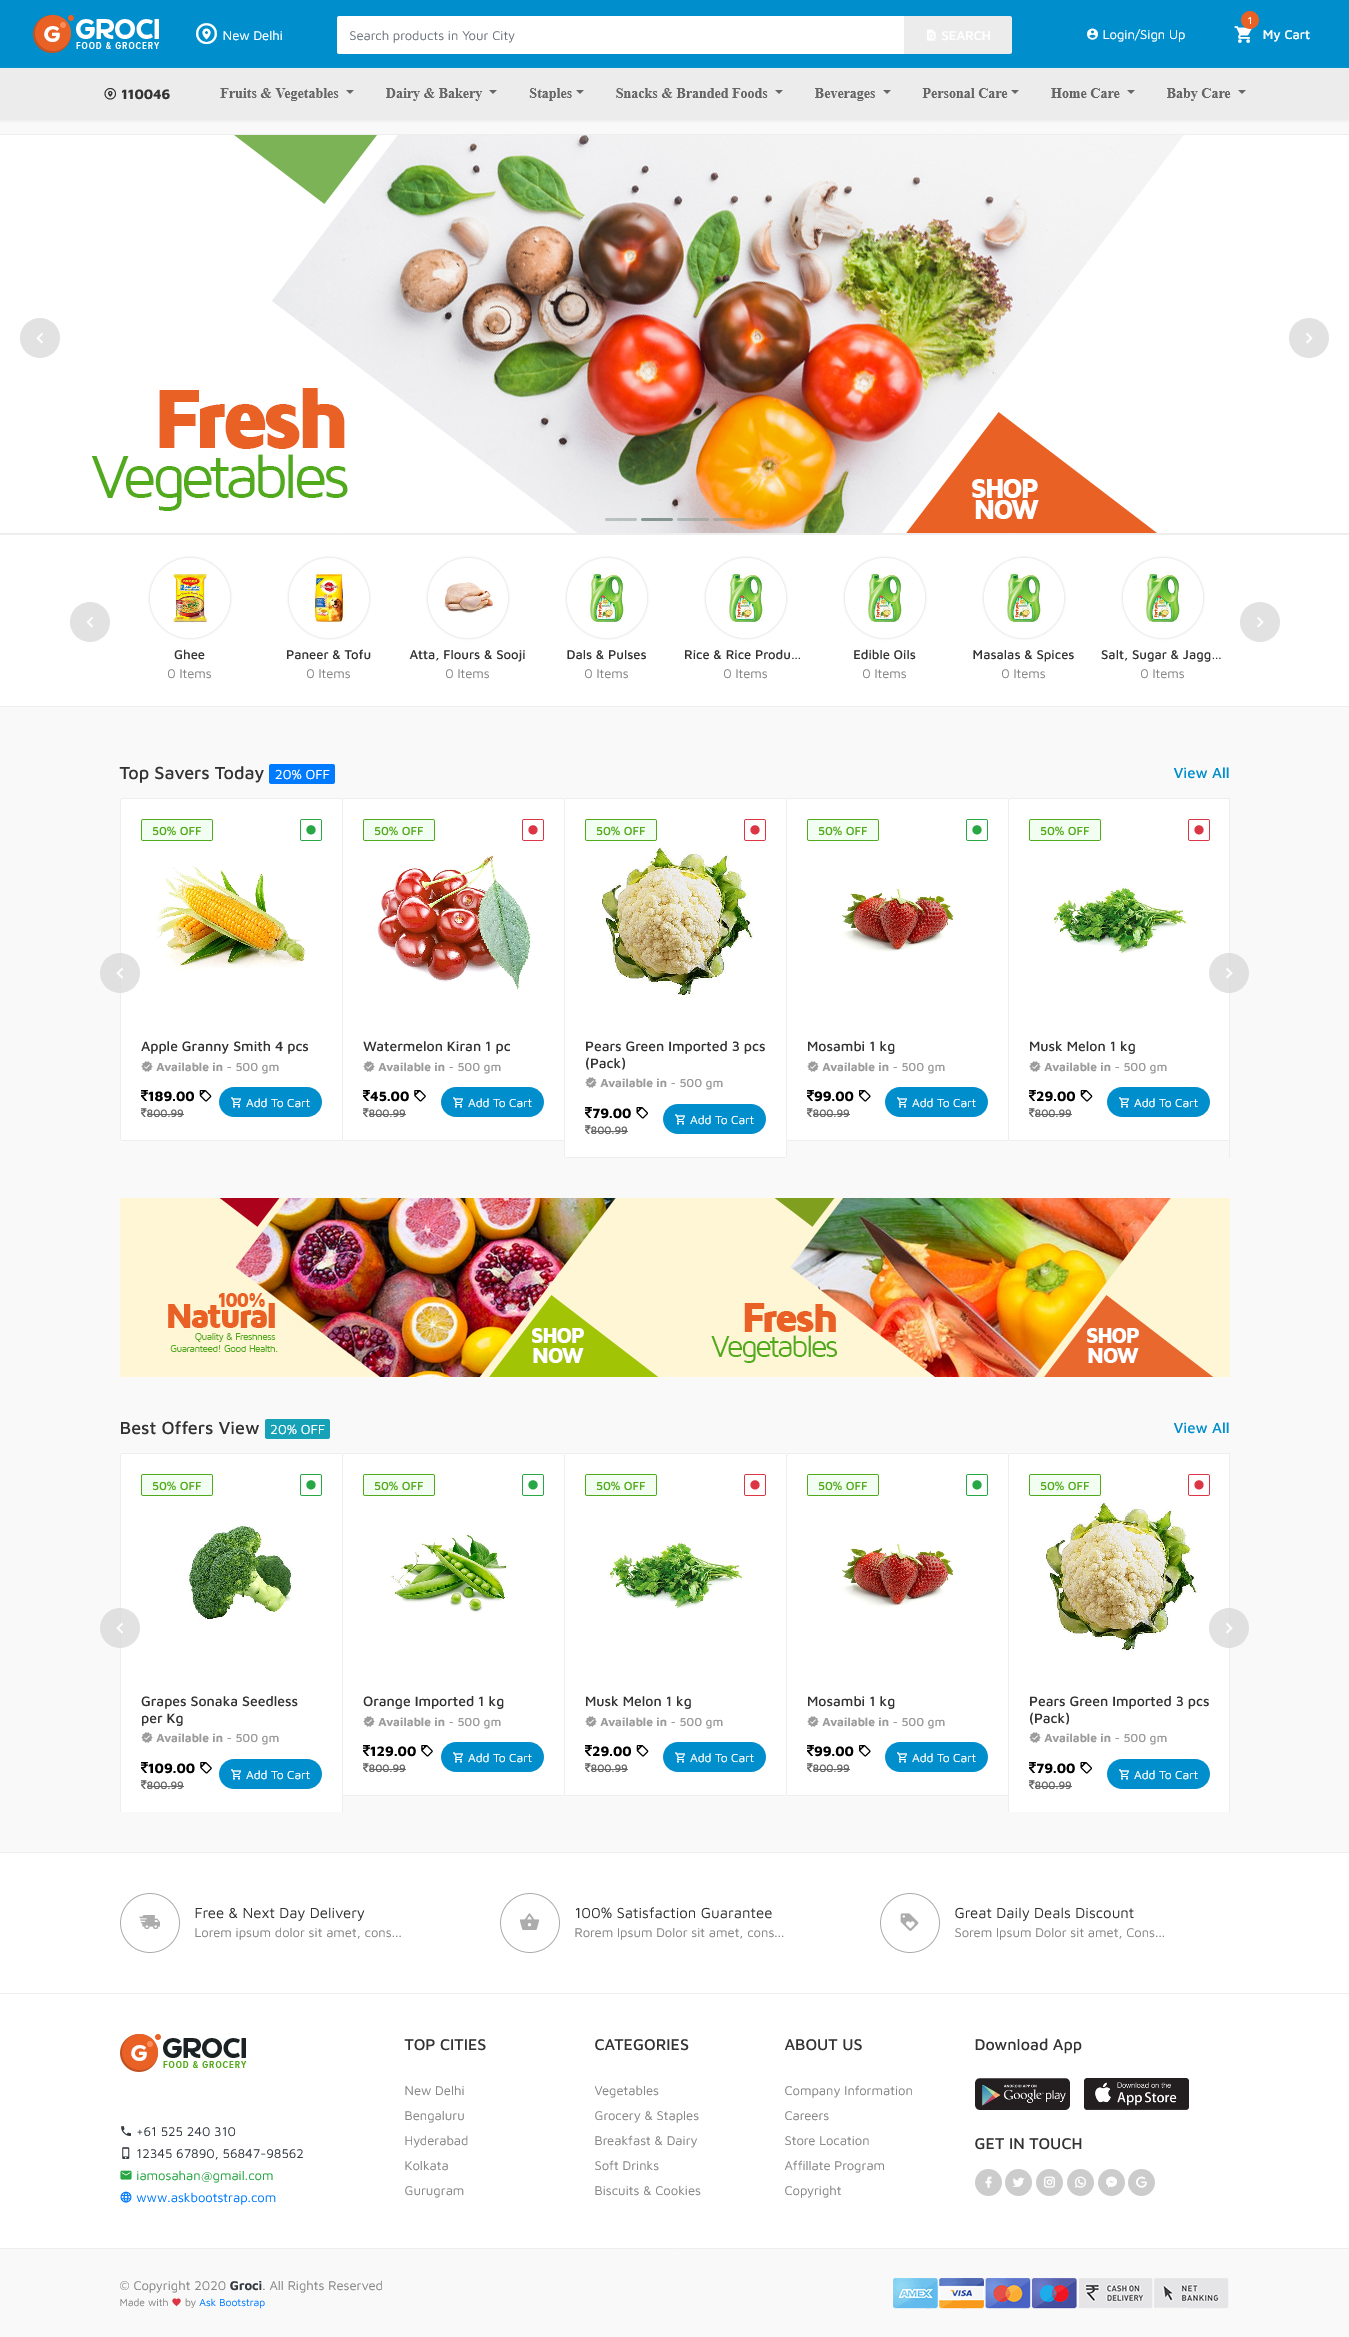 GROCI
FOOD & GROCERY
New Delhi
Search products in Your City
SEARCH
Login/Sign Up
1
My Cart
110046
Fruits & Vegetables
Dairy & Bakery
Staples
Snacks & Branded Foods
Beverages
Personal Care
Home Care
Baby Care
Fresh
Vegetables
SHOP
NOW
Ghee
0 Items
Paneer & Tofu
0 Items
Atta, Flours & Sooji
0 Items
Dals & Pulses
0 Items
Rice & Rice Produ...
0 Items
Edible Oils
0 Items
Masalas & Spices
0 Items
Salt, Sugar & Jagg...
0 Items
Top Savers Today 20% OFF
View All
50% OFF
Apple Granny Smith 4 pcs
Available in - 500 gm
₹189.00
₹800.99
Add To Cart
50% OFF
Watermelon Kiran 1 pc
Available in - 500 gm
₹45.00
₹800.99
Add To Cart
50% OFF
Pears Green Imported 3 pcs
(Pack)
Available in - 500 gm
₹79.00
₹800.99
Add To Cart
50% OFF
Mosambi 1 kg
Available in - 500 gm
₹99.00
₹800.99
Add To Cart
50% OFF
Musk Melon 1 kg
Available in - 500 gm
₹29.00
₹800.99
Add To Cart
100%
Natural
Quality & Freshness
Guaranteed! Good Health.
SHOP
NOW
Fresh
Vegetables
SHOP
NOW
Best Offers View 20% OFF
View All
50% OFF
Grapes Sonaka Seedless
per Kg
Available in - 500 gm
₹109.00
₹800.99
Add To Cart
50% OFF
Orange Imported 1 kg
Available in - 500 gm
₹129.00
₹800.99
Add To Cart
50% OFF
Musk Melon 1 kg
Available in - 500 gm
₹29.00
₹800.99
Add To Cart
50% OFF
Mosambi 1 kg
Available in - 500 gm
₹99.00
₹800.99
Add To Cart
50% OFF
Pears Green Imported 3 pcs
(Pack)
Available in - 500 gm
₹79.00
₹800.99
Add To Cart
Free & Next Day Delivery
Lorem ipsum dolor sit amet, cons...
100% Satisfaction Guarantee
Rorem Ipsum Dolor sit amet, cons...
Great Daily Deals Discount
Sorem Ipsum Dolor sit amet, Cons...
GROCI
FOOD & GROCERY
+61 525 240 310
12345 67890, 56847-98562
iamosahan@gmail.com
www.askbootstrap.com
TOP CITIES
New Delhi
Bengaluru
Hyderabad
Kolkata
Gurugram
CATEGORIES
Vegetables
Grocery & Staples
Breakfast & Dairy
Soft Drinks
Biscuits & Cookies
ABOUT US
Company Information
Careers
Store Location
Affillate Program
Copyright
Download App
ANDROID APP ON
Google play
Download on the
App Store
GET IN TOUCH
© Copyright 2020 Groci. All Rights Reserved
Made with ♥ by Ask Bootstrap
AMEX
VISA
₹ CASH ON
DELIVERY
NET
BANKING